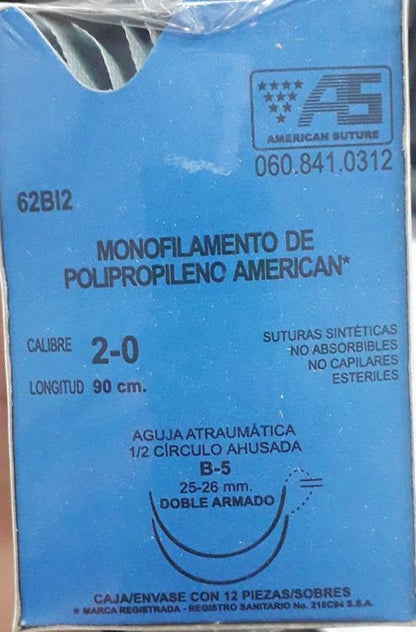 AS
AMERICAN SUTURE
060.841.0312
62BI2
MONOFILAMENTO DE
POLIPROPILENO AMERICAN*
CALIBRE 2-0
LONGITUD 90 cm.
SUTURAS SINTÉTICAS
NO ABSORBIBLES
NO CAPILARES
ESTERILES
AGUJA ATRAUMÁTICA
1/2 CÍRCULO AHUSADA
B-5
25-26 mm.
DOBLE ARMADO
CAJA/ENVASE CON 12 PIEZAS/SOBRES
* MARCA REGISTRADA - REGISTRO SANITARIO No. 218C94 S.S.A.